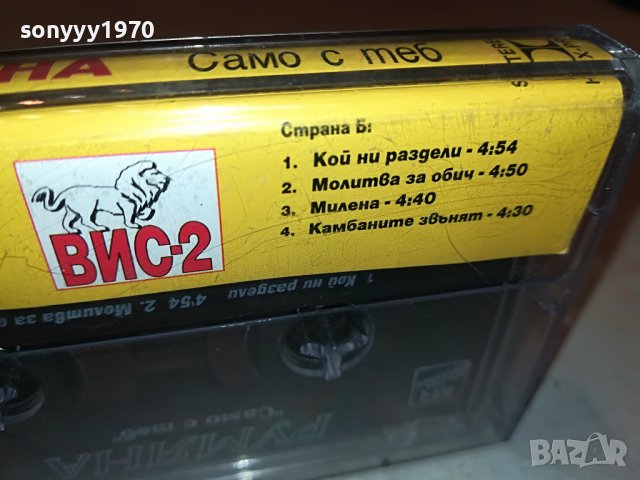 sonyyy1970
НА Само с теб
Страна Б:
1. Кой ни раздели - 4:54
2. Молитва за обич - 4:50
3. Милена - 4:40
4. Камбаните звънят - 4:30
ВИС-2
1 Кой ни раздели 4'54 2. Молитва за о
"Само с теб"
РУМЯНА
BAZAR